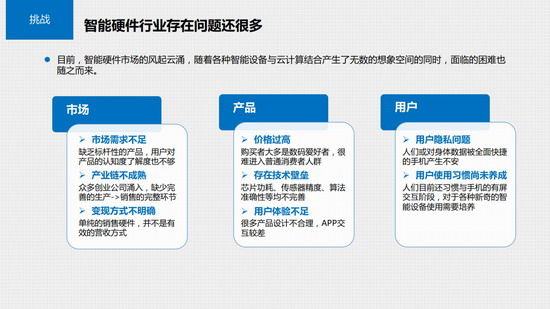 挑战
智能硬件行业存在问题还很多
目前，智能硬件市场的风起云涌，随着各种智能设备与云计算结合产生了无数的想象空间的同时，面临的困难也
随之而来。
市场
市场需求不足
缺乏标杆性的产品，用户对
产品的认知度了解度也不够
产业链不成熟
众多创业公司涌入，缺少完
善的生产->销售的完整环节
变现方式不明确
单纯的销售硬件，并不是有
效的营收方式
产品
价格过高
购买者大多是数码爱好者，很
难进入普通消费者人群
存在技术壁垒
芯片功耗、传感器精度、算法
准确性等均不完善
用户体验不足
很多产品设计不合理，APP交
互较差
用户
用户隐私问题
人们或对身体数据被全面快捷
的手机产生不安
用户使用习惯尚未养成
人们目前还习惯与手机的有屏
交互阶段，对于各种新奇的智
能设备使用需要培养